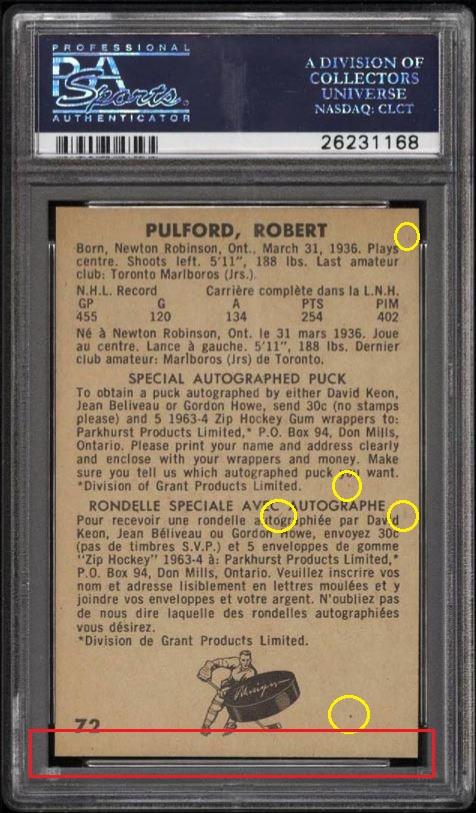 PROFESSIONAL
PSA
Sports
AUTHENTICATOR
A DIVISION OF
COLLECTORS
UNIVERSE
NASDAQ: CLCT
26231168
PULFORD, ROBERT
Born, Newton Robinson, Ont., March 31, 1936. Plays
centre. Shoots left. 5'11", 188 lbs. Last amateur
club: Toronto Marlboros (Jrs.).
N.H.L. Record Carrière complète dans la L.N.H.
GP G A PTS PIM
455 120 134 254 402
Né à Newton Robinson, Ont. le 31 mars 1936. Joue
au centre. Lance à gauche. 5'11", 188 lbs. Dernier
club amateur: Marlboros (Jrs) de Toronto.
SPECIAL AUTOGRAPHED PUCK
To obtain a puck autographed by either David Keon,
Jean Beliveau or Gordon Howe, send 30c (no stamps
please) and 5 1963-4 Zip Hockey Gum wrappers to:
Parkhurst Products Limited,* P.O. Box 94, Don Mills,
Ontario. Please print your name and address clearly
and enclose with your wrappers and money. Make
sure you tell us which autographed puck you want.
*Division of Grant Products Limited.
RONDELLE SPECIALE AVEC AUTOGRAPHE
Pour recevoir une rondelle autographiée par David
Keon, Jean Béliveau ou Gordon Howe, envoyez 30c
(pas de timbres S.V.P.) et 5 enveloppes de gomme
"Zip Hockey" 1963-4 à: Parkhurst Products Limited,*
P.O. Box 94, Don Mills, Ontario. Veuillez inscrire vos
nom et adresse lisiblement en lettres moulées et y
joindre vos enveloppes et votre argent. N'oubliez pas
de nous dire laquelle des rondelles autographiées
vous désirez.
*Division de Grant Products Limited.
72